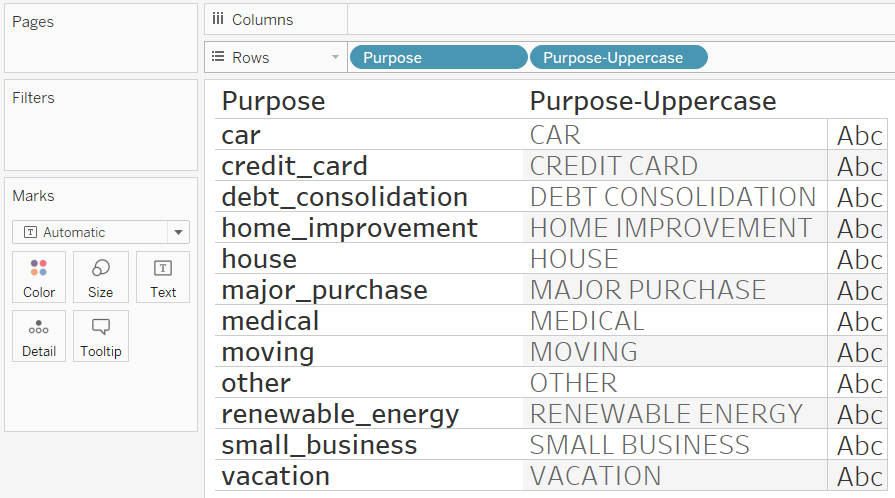 Pages
Columns
Rows
Purpose
Purpose-Uppercase
Filters
Marks
Automatic
Color
Size
Text
Detail
Tooltip
Purpose Purpose-Uppercase
car CAR Abc
credit_card CREDIT CARD Abc
debt_consolidation DEBT CONSOLIDATION Abc
home_improvement HOME IMPROVEMENT Abc
house HOUSE Abc
major_purchase MAJOR PURCHASE Abc
medical MEDICAL Abc
moving MOVING Abc
other OTHER Abc
renewable_energy RENEWABLE ENERGY Abc
small_business SMALL BUSINESS Abc
vacation VACATION Abc